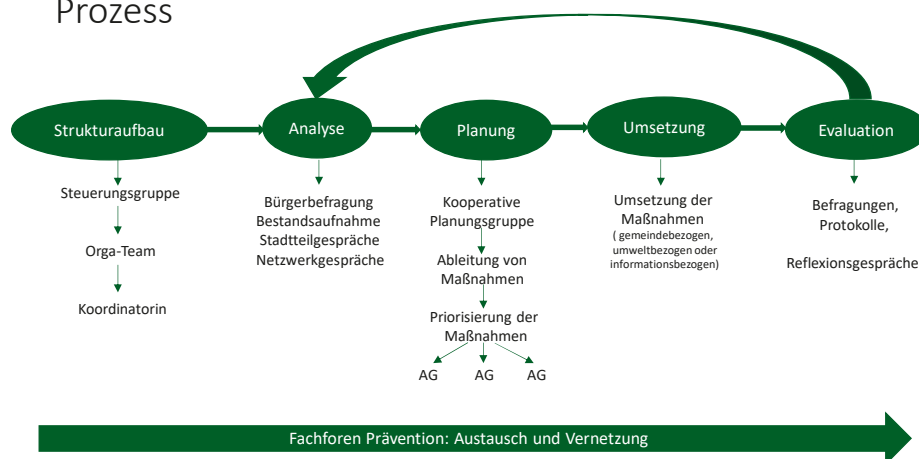 Prozess
Strukturaufbau
Analyse
Planung
Umsetzung
Evaluation
Steuerungsgruppe
Orga-Team
Koordinatorin
Bürgerbefragung
Bestandsaufnahme
Stadtteilgespräche
Netzwerkgespräche
Kooperative
Planungsgruppe
Ableitung von
Maßnahmen
Priorisierung der
Maßnahmen
AG
AG
AG
Umsetzung der
Maßnahmen
( gemeindebezogen,
umweltbezogen oder
informationsbezogen)
Befragungen,
Protokolle,
Reflexionsgespräche
Fachforen Prävention: Austausch und Vernetzung